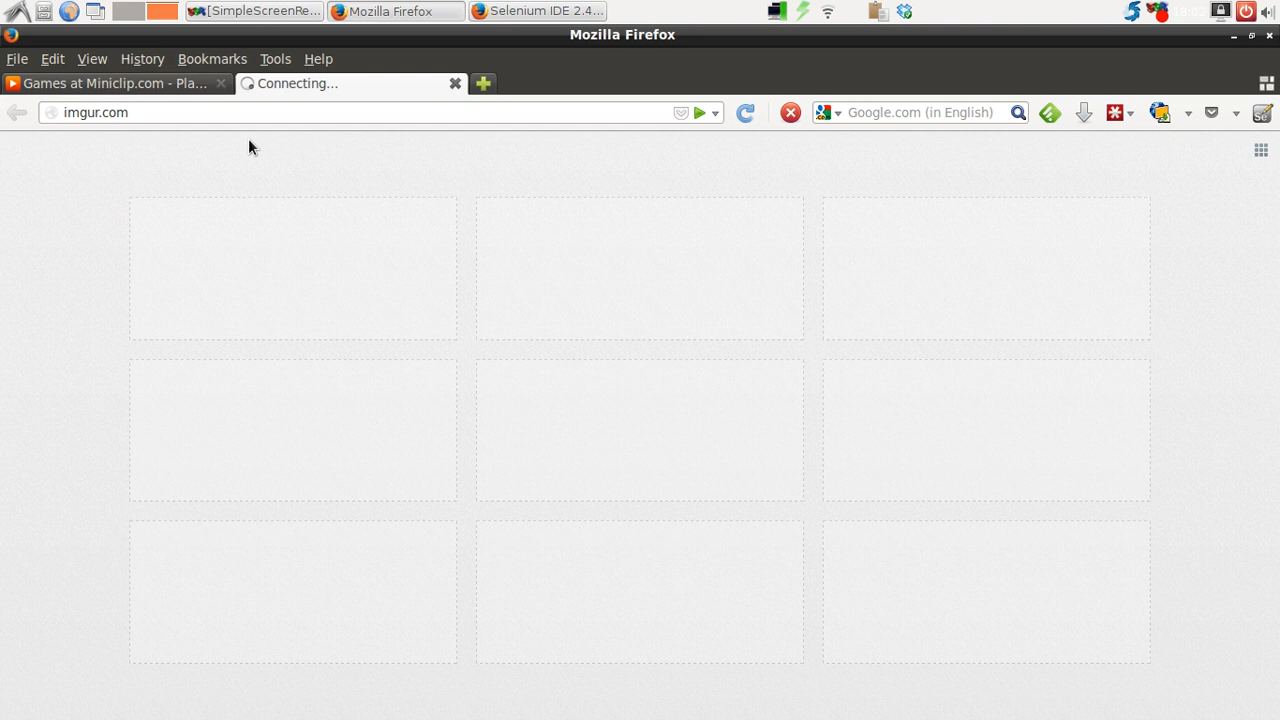 [SimpleScreenRe... Mozilla Firefox Selenium IDE 2.4...
Mozilla Firefox
File Edit View History Bookmarks Tools Help
Games at Miniclip.com - Pla... Connecting...
imgur.com Google.com (in English)
Se